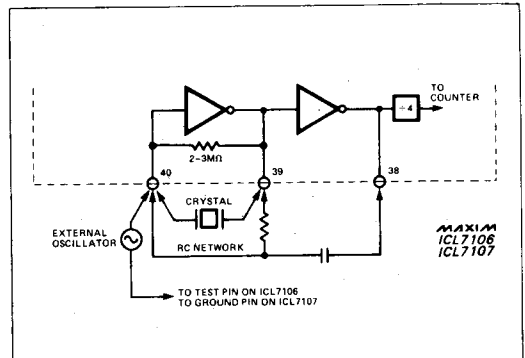 TO
COUNTER
÷4
2–3MΩ
40
39
38
CRYSTAL
EXTERNAL
OSCILLATOR
RC NETWORK
MAXIM
ICL7106
ICL7107
TO TEST PIN ON ICL7106
TO GROUND PIN ON ICL7107